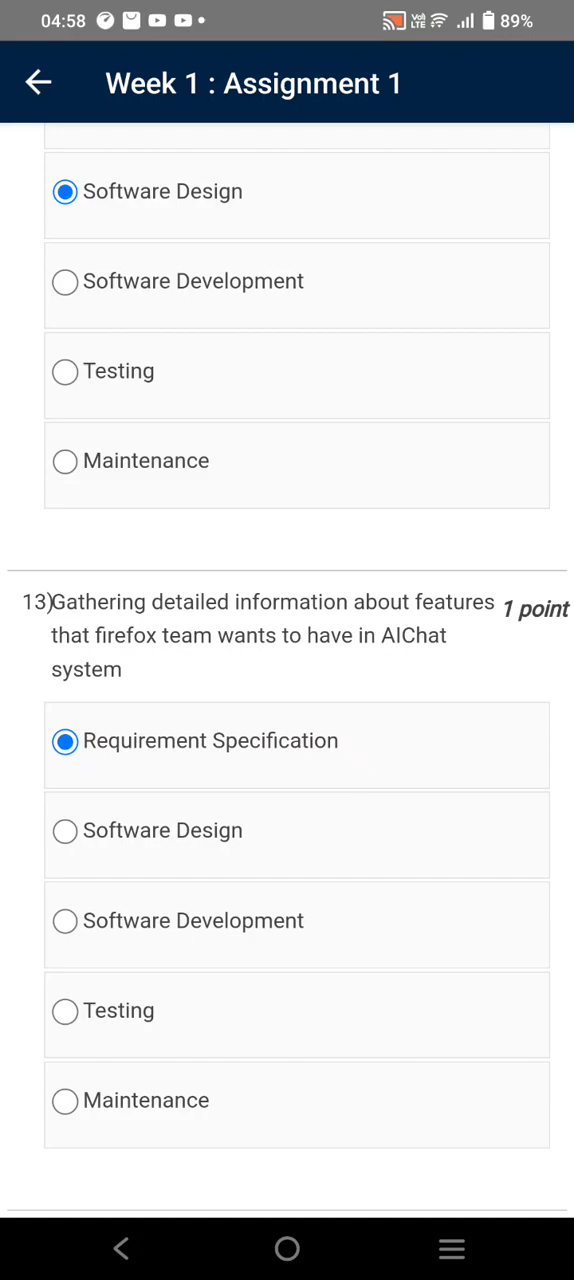 04:58 Vo) LTE 89%
Week 1 : Assignment 1
Software Design
Software Development
Testing
Maintenance
13)Gathering detailed information about features 1 point
that firefox team wants to have in AIChat
system
Requirement Specification
Software Design
Software Development
Testing
Maintenance